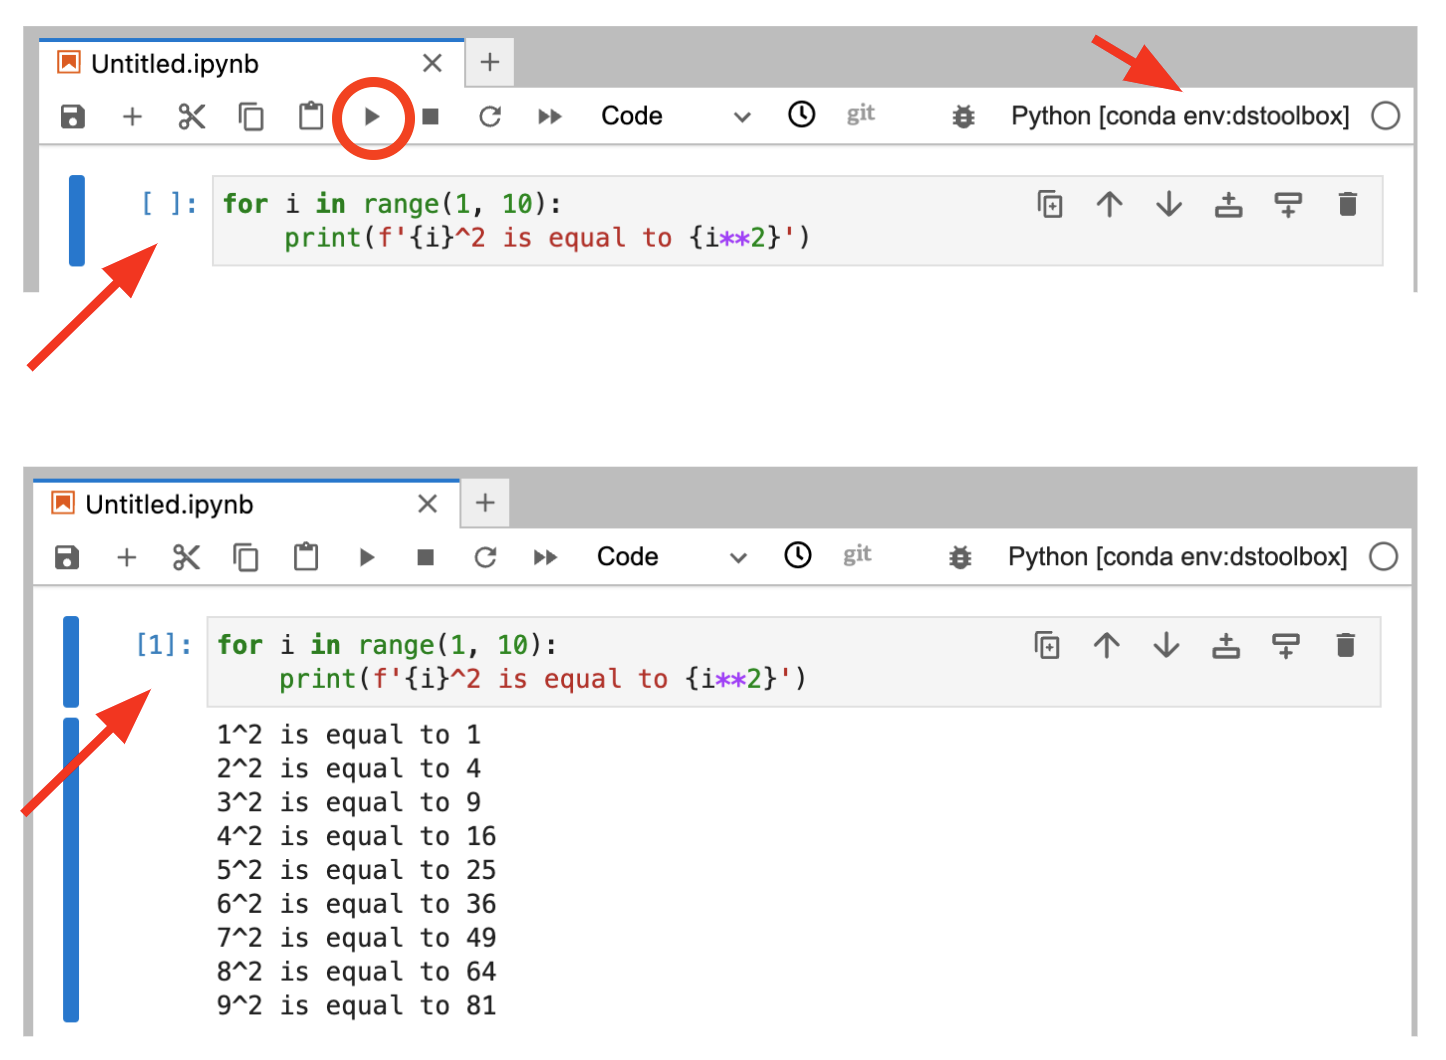 Untitled.ipynb
Code git Python [conda env:dstoolbox]
[ ]: for i in range(1, 10):
print(f'{i}^2 is equal to {i**2}')
Untitled.ipynb
Code git Python [conda env:dstoolbox]
[1]: for i in range(1, 10):
print(f'{i}^2 is equal to {i**2}')
1^2 is equal to 1
2^2 is equal to 4
3^2 is equal to 9
4^2 is equal to 16
5^2 is equal to 25
6^2 is equal to 36
7^2 is equal to 49
8^2 is equal to 64
9^2 is equal to 81